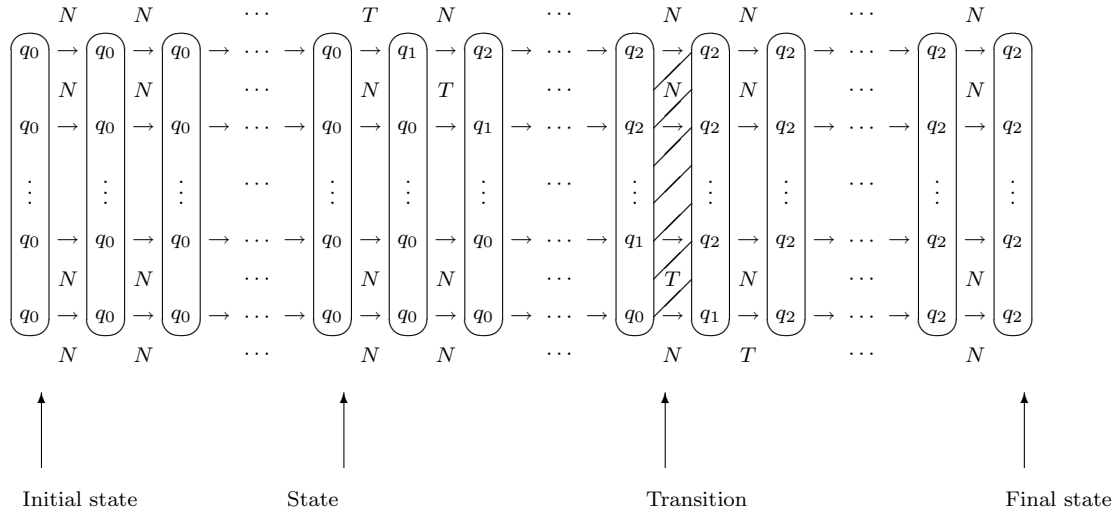 N N ⋯ T N ⋯ N N ⋯ N
q₀ → q₀ → q₀ → ⋯ → q₀ → q₁ → q₂ → ⋯ → q₂ → q₂ → q₂ → ⋯ → q₂ → q₂
N N ⋯ N T ⋯ N N ⋯ N
q₀ → q₀ → q₀ → ⋯ → q₀ → q₀ → q₁ → ⋯ → q₂ → q₂ → q₂ → ⋯ → q₂ → q₂
⋮ ⋮ ⋮ ⋯ ⋮ ⋮ ⋮ ⋯ ⋮ ⋮ ⋮ ⋯ ⋮ ⋮
q₀ → q₀ → q₀ → ⋯ → q₀ → q₀ → q₀ → ⋯ → q₁ → q₂ → q₂ → ⋯ → q₂ → q₂
N N ⋯ N N ⋯ T N ⋯ N
q₀ → q₀ → q₀ → ⋯ → q₀ → q₀ → q₀ → ⋯ → q₀ → q₁ → q₂ → ⋯ → q₂ → q₂
N N ⋯ N N ⋯ N T ⋯ N
Initial state State Transition Final state